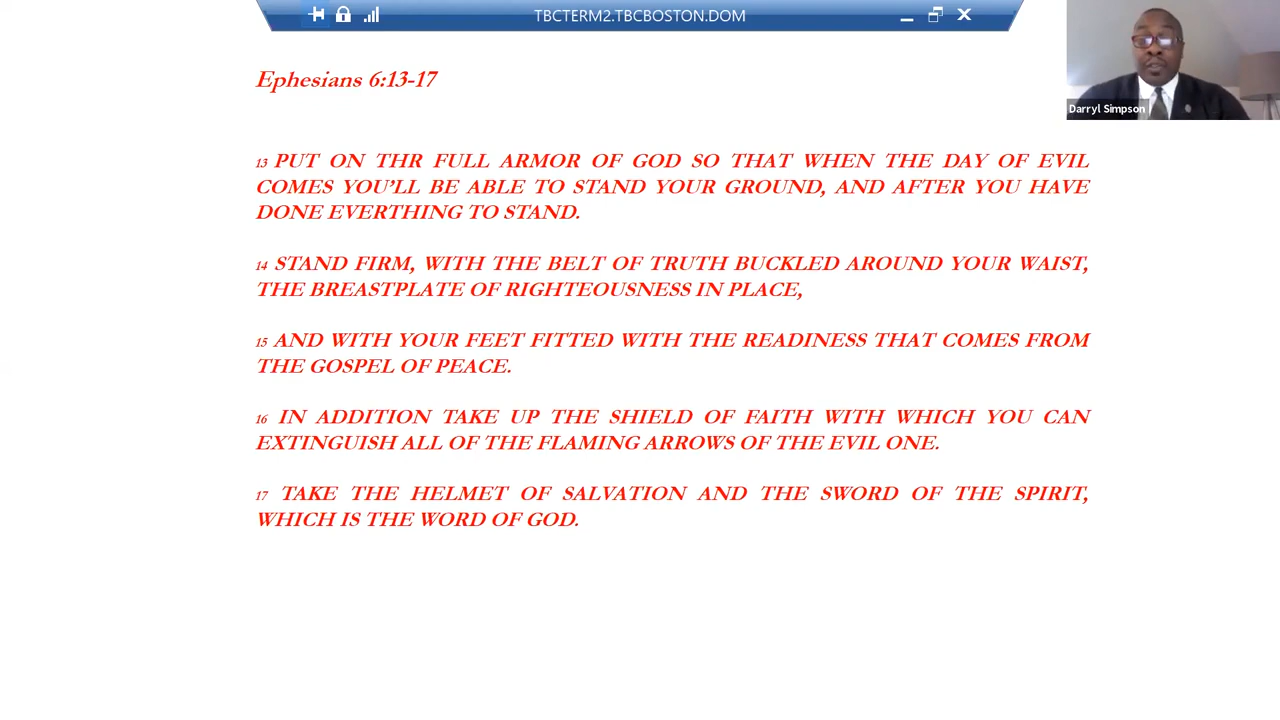 TBCTERM2.TBCBOSTON.DOM
Darryl Simpson
Ephesians 6:13-17
13 PUT ON THR FULL ARMOR OF GOD SO THAT WHEN THE DAY OF EVIL
COMES YOU'LL BE ABLE TO STAND YOUR GROUND, AND AFTER YOU HAVE
DONE EVERTHING TO STAND.
14 STAND FIRM, WITH THE BELT OF TRUTH BUCKLED AROUND YOUR WAIST,
THE BREASTPLATE OF RIGHTEOUSNESS IN PLACE,
15 AND WITH YOUR FEET FITTED WITH THE READINESS THAT COMES FROM
THE GOSPEL OF PEACE.
16 IN ADDITION TAKE UP THE SHIELD OF FAITH WITH WHICH YOU CAN
EXTINGUISH ALL OF THE FLAMING ARROWS OF THE EVIL ONE.
17 TAKE THE HELMET OF SALVATION AND THE SWORD OF THE SPIRIT,
WHICH IS THE WORD OF GOD.